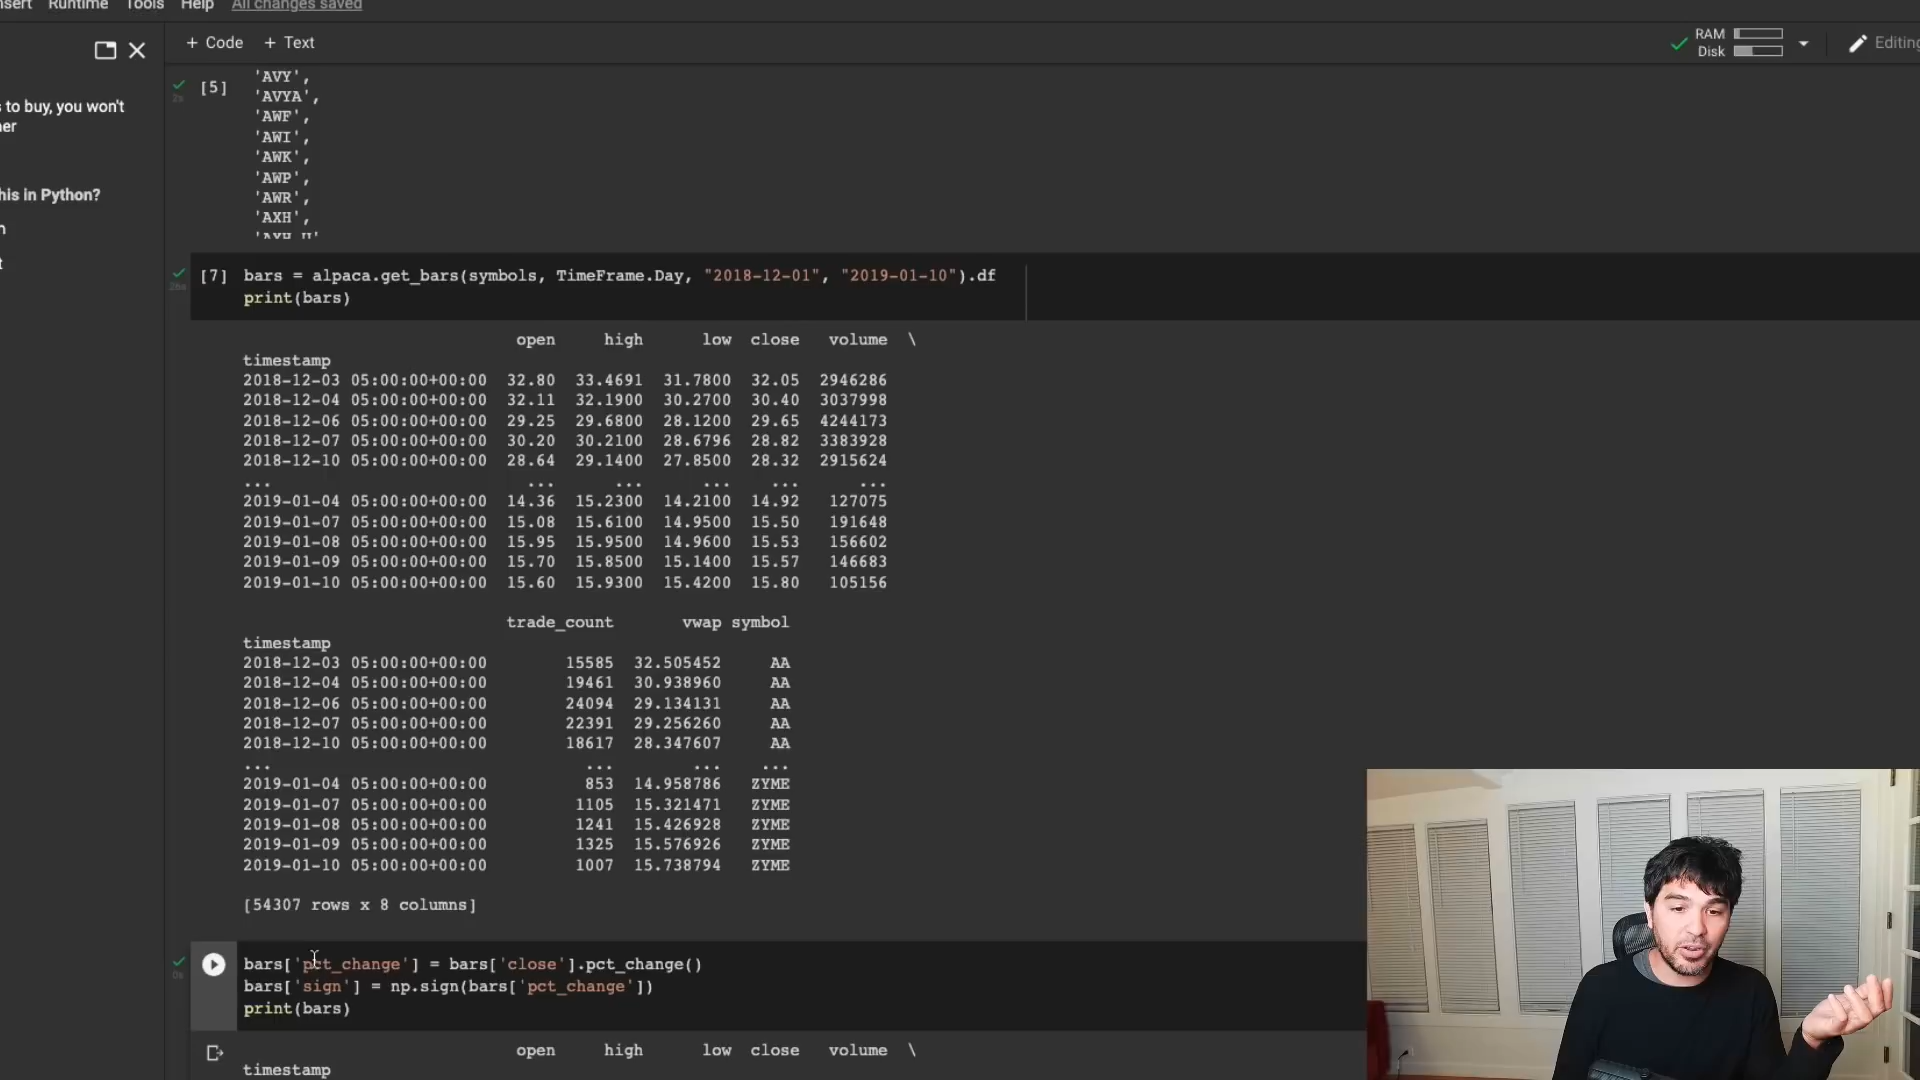 Runtime Tools Help All changes saved
+ Code + Text
RAM
Disk
Editing
s to buy, you won't
her
his in Python?
n
t
[5]
2s
'AVY',
'AVYA',
'AWF',
'AWI',
'AWK',
'AWP',
'AWR',
'AXH',
[7] bars = alpaca.get_bars(symbols, TimeFrame.Day, "2018-12-01", "2019-01-10").df
print(bars)
open high low close volume \
timestamp
2018-12-03 05:00:00+00:00 32.80 33.4691 31.7800 32.05 2946286
2018-12-04 05:00:00+00:00 32.11 32.1900 30.2700 30.40 3037998
2018-12-06 05:00:00+00:00 29.25 29.6800 28.1200 29.65 4244173
2018-12-07 05:00:00+00:00 30.20 30.2100 28.6796 28.82 3383928
2018-12-10 05:00:00+00:00 28.64 29.1400 27.8500 28.32 2915624
... ... ... ... ... ...
2019-01-04 05:00:00+00:00 14.36 15.2300 14.2100 14.92 127075
2019-01-07 05:00:00+00:00 15.08 15.6100 14.9500 15.50 191648
2019-01-08 05:00:00+00:00 15.95 15.9500 14.9600 15.53 156602
2019-01-09 05:00:00+00:00 15.70 15.8500 15.1400 15.57 146683
2019-01-10 05:00:00+00:00 15.60 15.9300 15.4200 15.80 105156
trade_count vwap symbol
timestamp
2018-12-03 05:00:00+00:00 15585 32.505452 AA
2018-12-04 05:00:00+00:00 19461 30.938960 AA
2018-12-06 05:00:00+00:00 24094 29.134131 AA
2018-12-07 05:00:00+00:00 22391 29.256260 AA
2018-12-10 05:00:00+00:00 18617 28.347607 AA
... ... ... ...
2019-01-04 05:00:00+00:00 853 14.958786 ZYME
2019-01-07 05:00:00+00:00 1105 15.321471 ZYME
2019-01-08 05:00:00+00:00 1241 15.426928 ZYME
2019-01-09 05:00:00+00:00 1325 15.576926 ZYME
2019-01-10 05:00:00+00:00 1007 15.738794 ZYME
[54307 rows x 8 columns]
0s
bars['pct_change'] = bars['close'].pct_change()
bars['sign'] = np.sign(bars['pct_change'])
print(bars)
open high low close volume \
timestamp